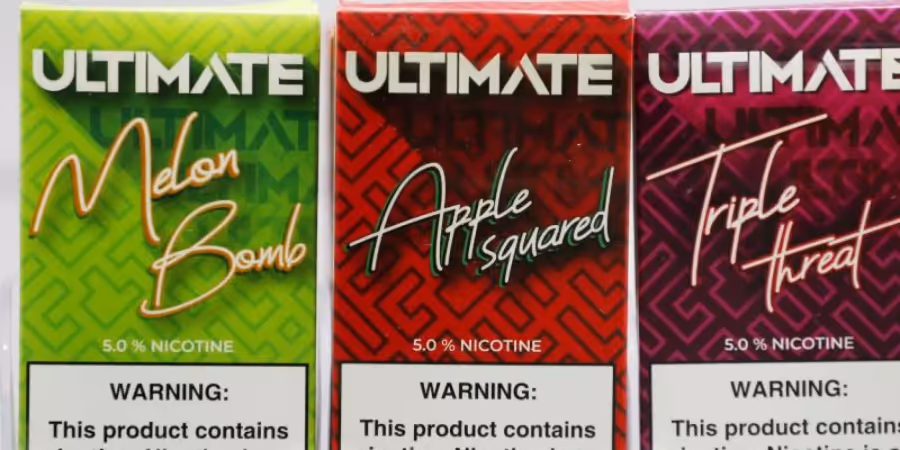 ULTIMATE
Melon
Bomb
5.0 % NICOTINE
WARNING:
This product contains
ULTIMATE
Apple
squared
5.0 % NICOTINE
WARNING:
This product contains
ULTIMATE
Triple
threat
5.0 % NICOTINE
WARNING:
This product contains